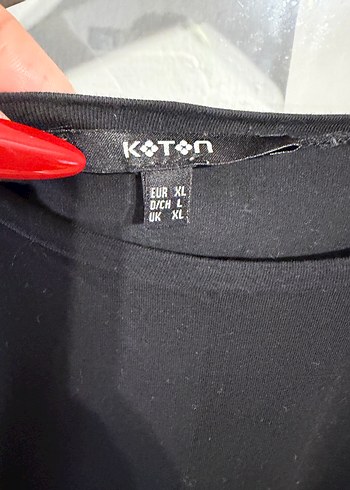 KOTON
EUR XL
D/CH L
UK XL